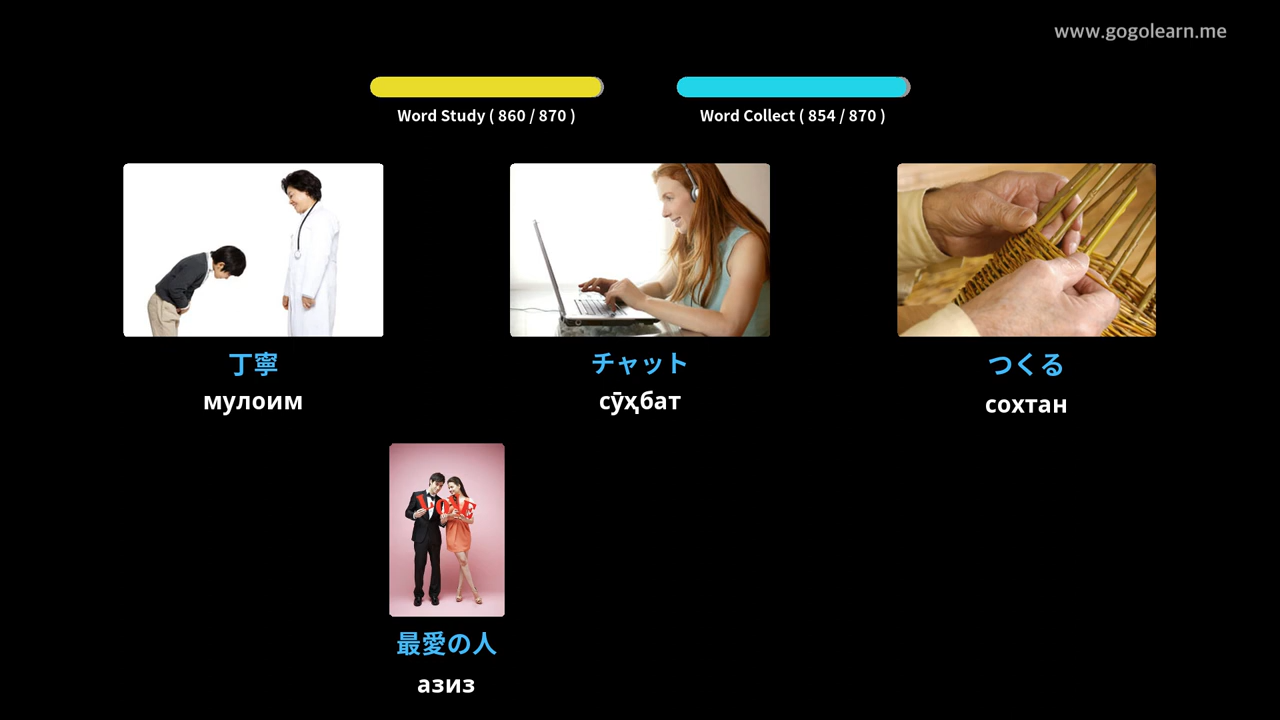 www.gogolearn.me
Word Study ( 860 / 870 )
Word Collect ( 854 / 870 )
丁寧
мулоим
チャット
сӯҳбат
つくる
сохтан
最愛の人
азиз